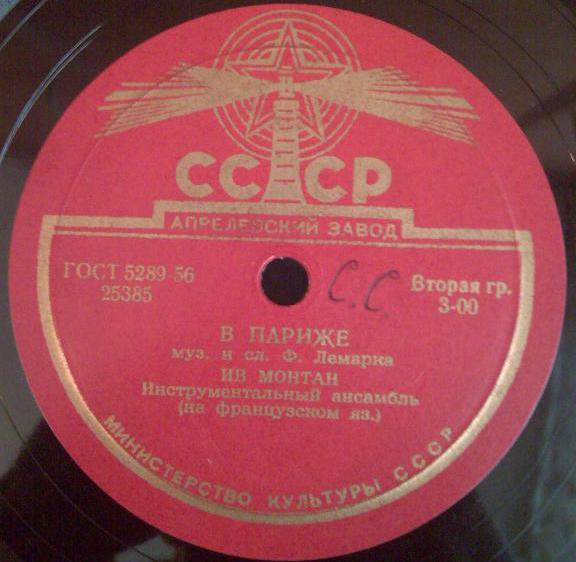 СССР
АПРЕЛЕВСКИЙ ЗАВОД
ГОСТ 5289-56
25385
С.С.
Вторая гр.
3-00
В ПАРИЖЕ
муз. и сл. Ф. Лемарка
ИВ МОНТАН
Инструментальный ансамбль
(на французском яз.)
МИНИСТЕРСТВО КУЛЬТУРЫ СССР